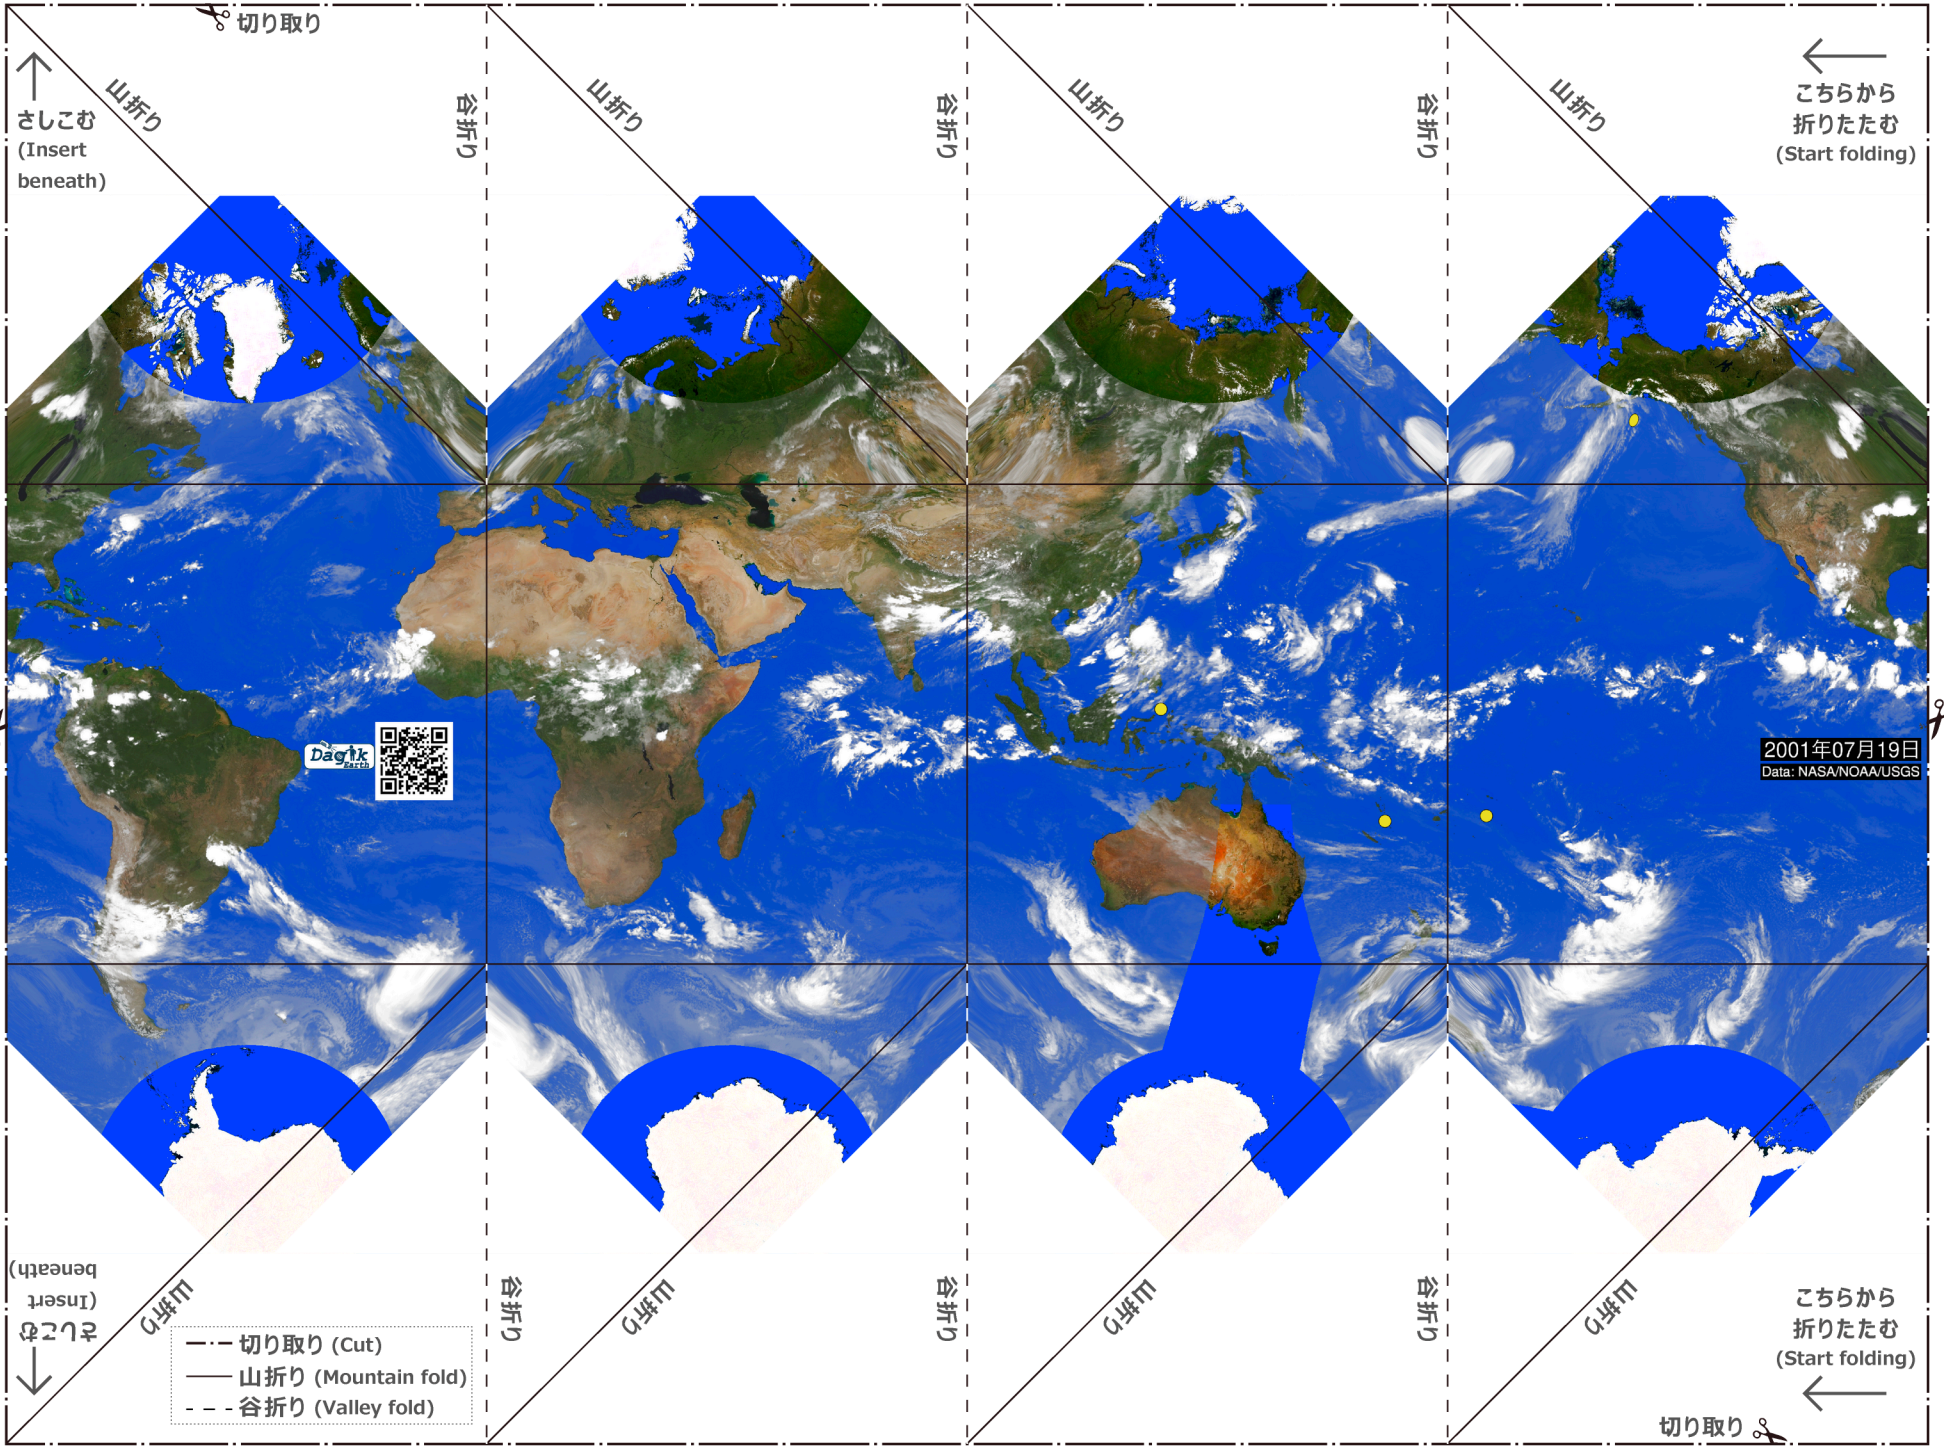 切り取り
山折り
谷折り
山折り
谷折り
山折り
谷折り
山折り
さしこむ
(Insert
beneath)
こちらから
折りたたむ
(Start folding)
Dagik
Earth
2001年07月19日
Data: NASA/NOAA/USGS
さしこむ
(Insert
beneath)
山折り
谷折り
山折り
谷折り
山折り
谷折り
山折り
こちらから
折りたたむ
(Start folding)
切り取り (Cut)
山折り (Mountain fold)
谷折り (Valley fold)
切り取り